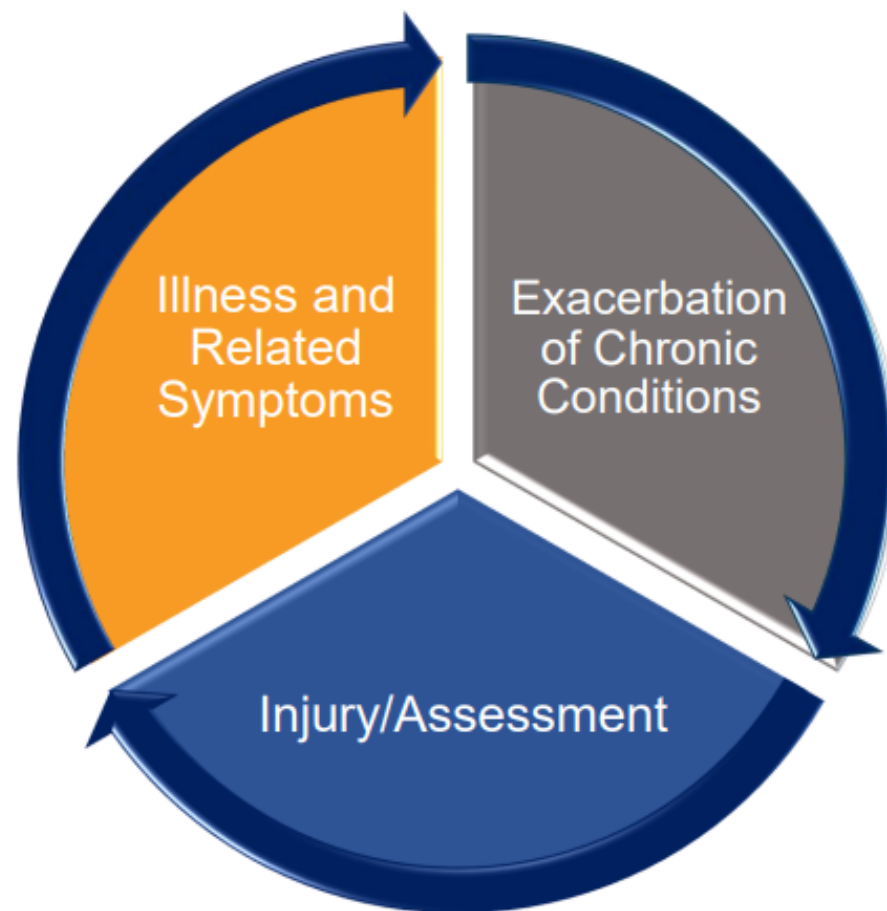 Illness and
Related
Symptoms
Exacerbation
of Chronic
Conditions
Injury/Assessment